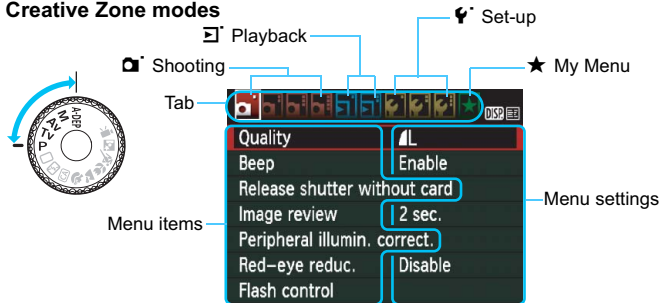 Creative Zone modes
Set-up
Playback
Shooting
My Menu
Tab
DISP.
Quality L
Beep Enable
Release shutter without card
Image review 2 sec.
Peripheral illumin. correct.
Red-eye reduc. Disable
Flash control
Menu items
Menu settings
A-DEP
M
Av
Tv
P